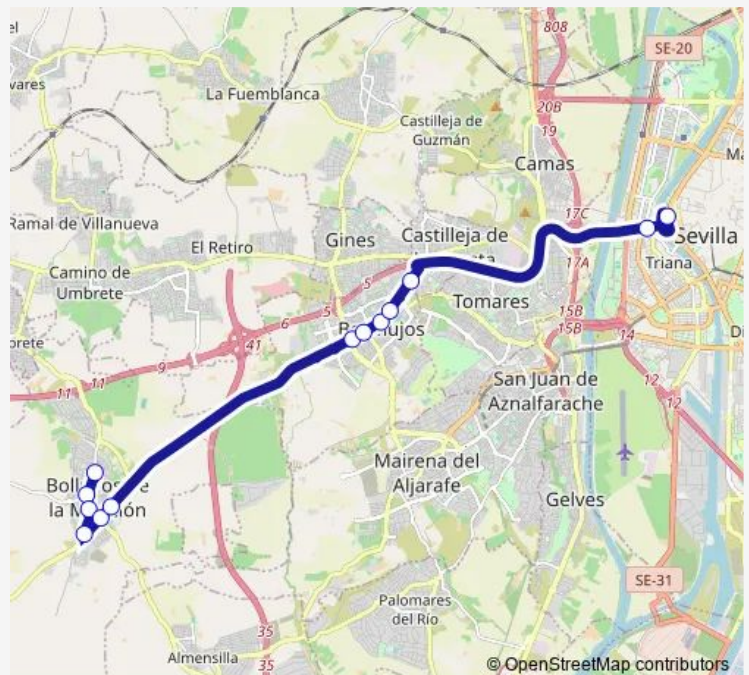 808
SE-20
el
vares
La Fuemblanca
20B
19
Castilleja de
Guzmán
Camas
Ma
Ramal de Villanueva
17C
El Retiro
Gines
Castilleja de
Sevilla
Triana
Camino de
Umbrete
5
17A
Tomares
5
6
15B
15B
14
41
brete
9
12
11
11
San Juan de
Aznalfarache
12
Mairena del
Aljarafe
la
Gelves
SE-31
Palomares
del Río
35
35
Almensilla
© OpenStreetMap contributors